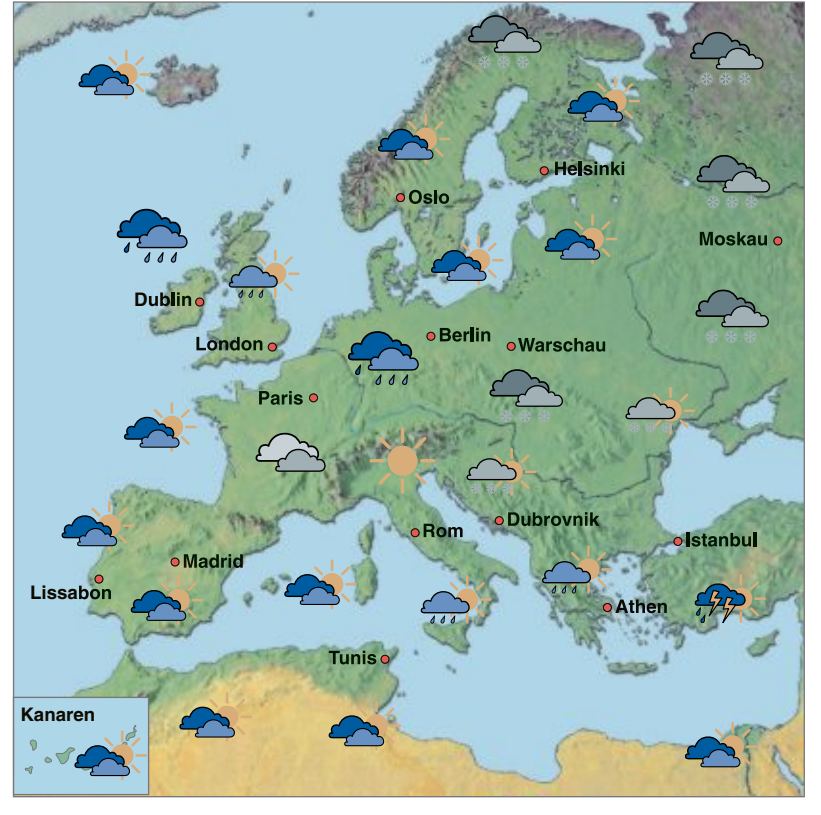 Helsinki
Oslo
Moskau
Dublin
Berlin
London
Warschau
Paris
Dubrovnik
Rom
Istanbul
Madrid
Lissabon
Athen
Tunis
Kanaren